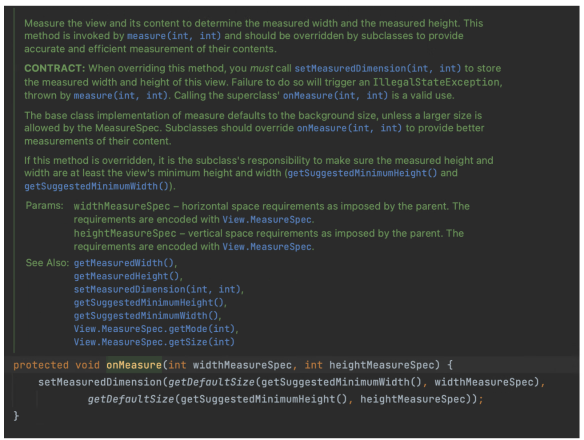 Measure the view and its content to determine the measured width and the measured height. This
method is invoked by measure(int, int) and should be overridden by subclasses to provide
accurate and efficient measurement of their contents.
CONTRACT: When overriding this method, you must call setMeasuredDimension(int, int) to store
the measured width and height of this view. Failure to do so will trigger an IllegalStateException,
thrown by measure(int, int). Calling the superclass' onMeasure(int, int) is a valid use.
The base class implementation of measure defaults to the background size, unless a larger size is
allowed by the MeasureSpec. Subclasses should override onMeasure(int, int) to provide better
measurements of their content.
If this method is overridden, it is the subclass's responsibility to make sure the measured height and
width are at least the view's minimum height and width (getSuggestedMinimumHeight() and
getSuggestedMinimumWidth()).
Params: widthMeasureSpec – horizontal space requirements as imposed by the parent. The
requirements are encoded with View.MeasureSpec.
heightMeasureSpec – vertical space requirements as imposed by the parent. The
requirements are encoded with View.MeasureSpec.
See Also: getMeasuredWidth(),
getMeasuredHeight(),
setMeasuredDimension(int, int),
getSuggestedMinimumHeight(),
getSuggestedMinimumWidth(),
View.MeasureSpec.getMode(int),
View.MeasureSpec.getSize(int)
protected void onMeasure(int widthMeasureSpec, int heightMeasureSpec) {
setMeasuredDimension(getDefaultSize(getSuggestedMinimumWidth(), widthMeasureSpec),
getDefaultSize(getSuggestedMinimumHeight(), heightMeasureSpec));
}